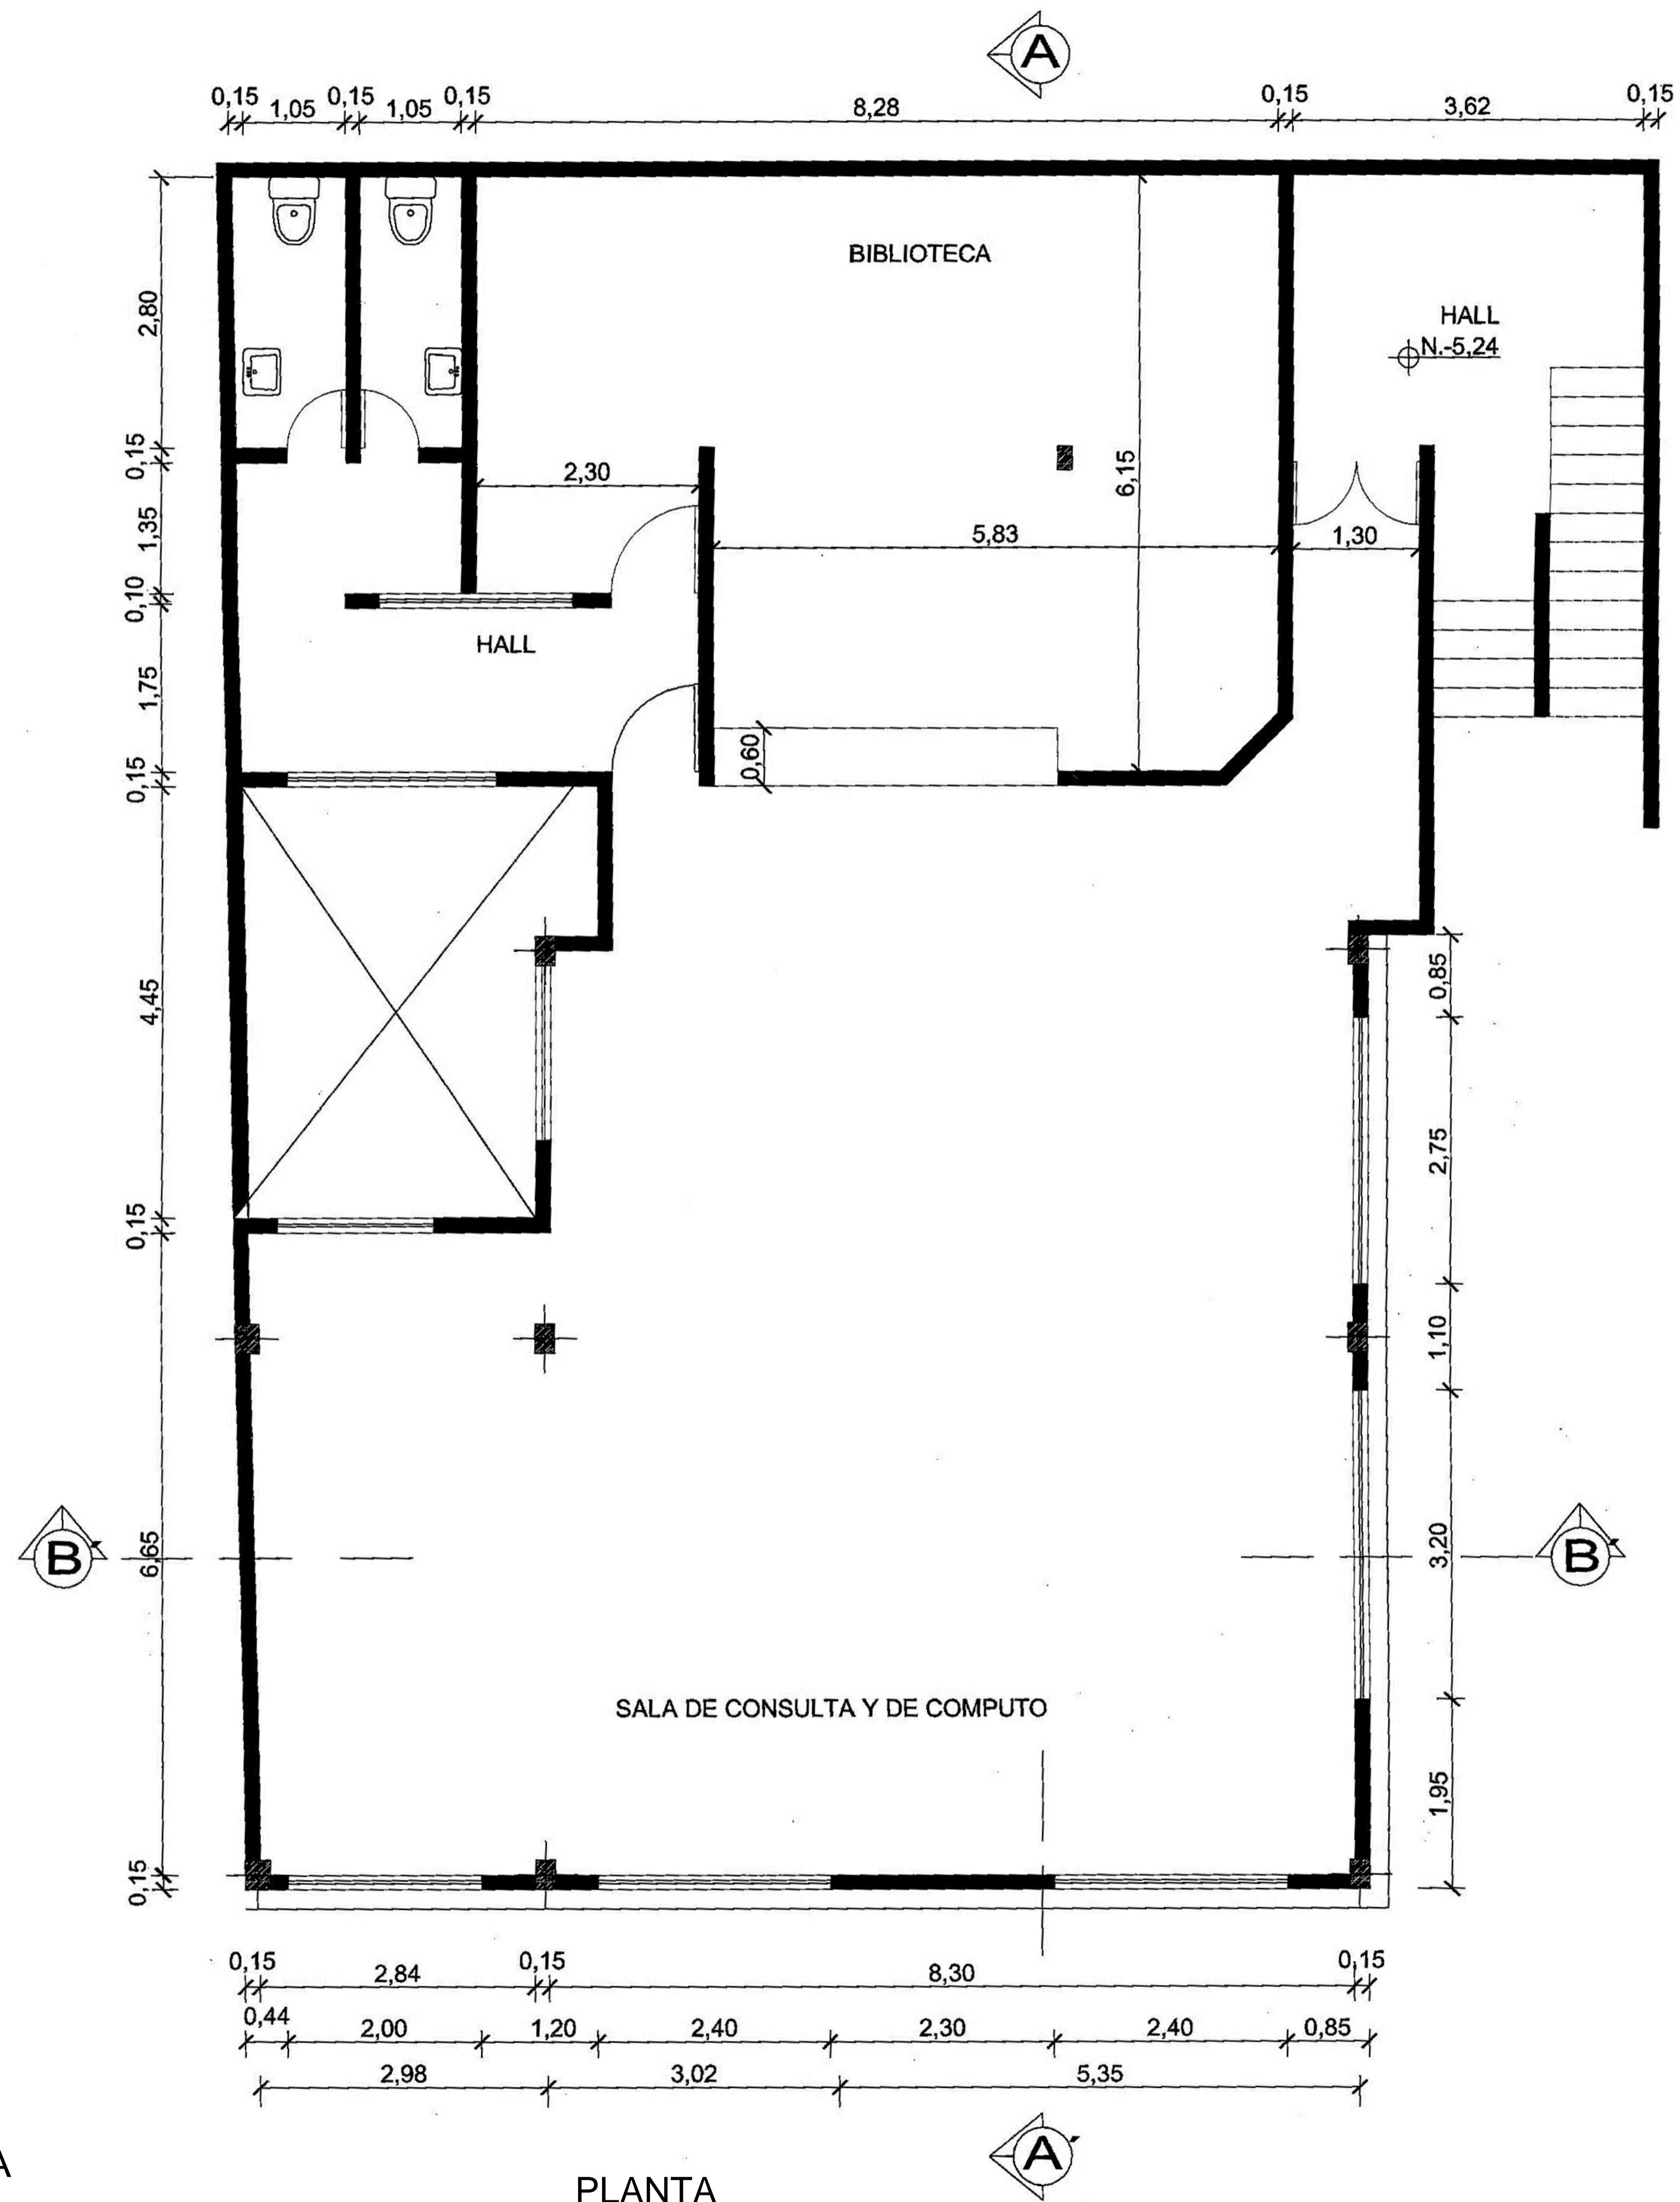 A
0,15 1,05 0,15 1,05 0,15 8,28 0,15 3,62 0,15
BIBLIOTECA
HALL
N.-5,24
2,80
0,15
2,30
6,15
1,35
5,83
1,30
0,10
HALL
1,75
0,60
0,15
0,85
4,45
2,75
0,15
1,10
B´
6,65
3,20
B´
SALA DE CONSULTA Y DE COMPUTO
1,95
0,15
0,15 2,84 0,15 8,30 0,15
0,44 2,00 1,20 2,40 2,30 2,40 0,85
2,98 3,02 5,35
A´
A
PLANTA